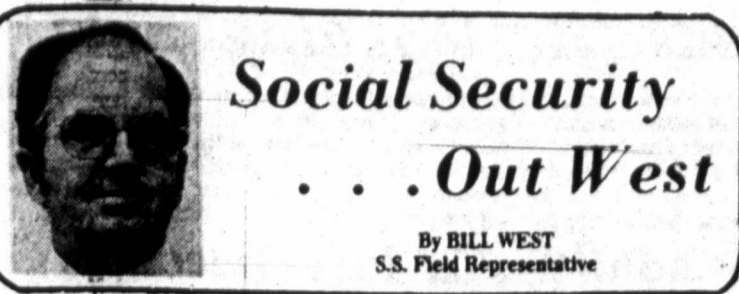 Social Security
. . . Out West
By BILL WEST
S.S. Field Representative